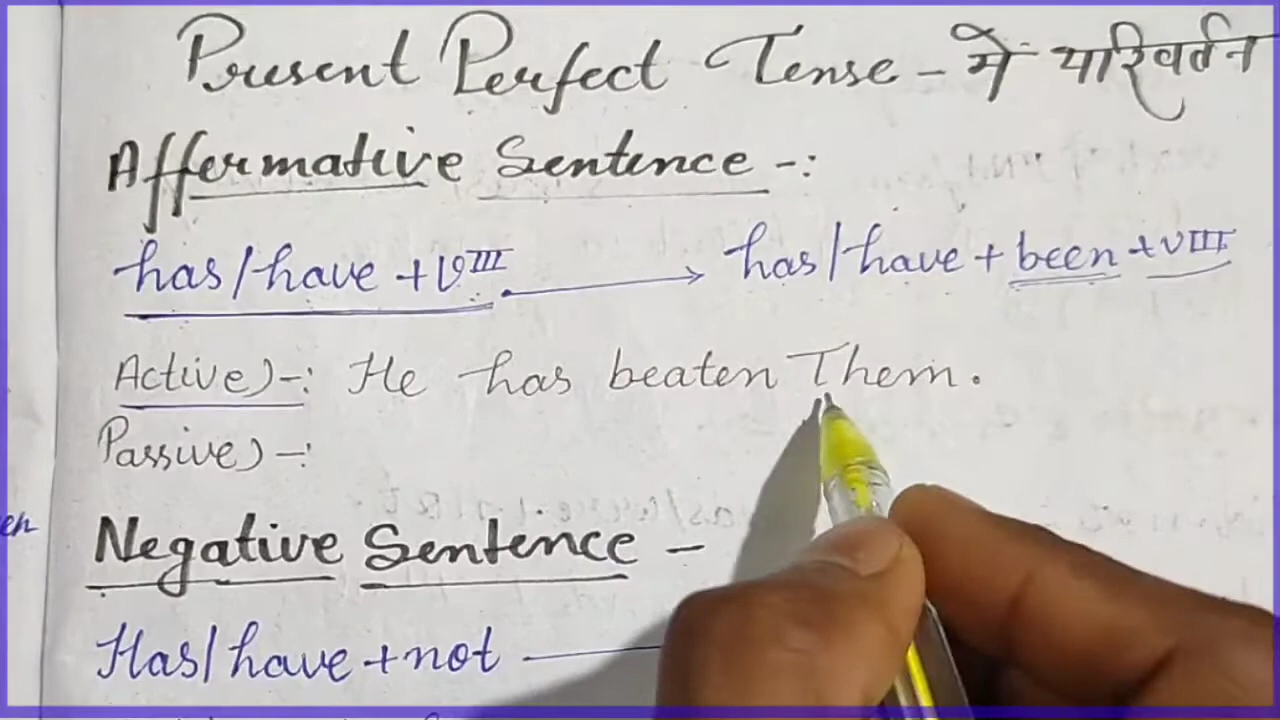 Present Perfect Tense - में यारिवर्तन
Affermative Sentence -:
has/have + VIII → has/have + been + VIII
Active) -: He has beaten Them.
Passive) -:
en
Negative Sentence -
Has/have + not